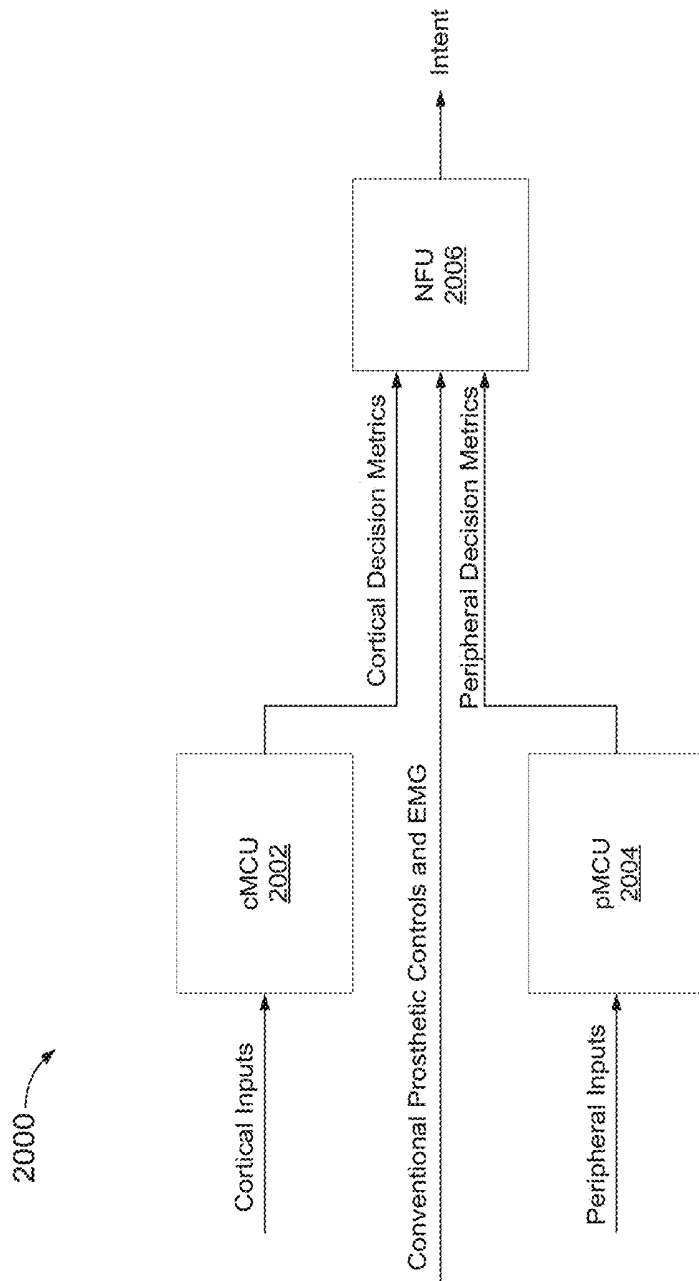 2000
Cortical Inputs
cMCU
2002
Cortical Decision Metrics
Conventional Prosthetic Controls and EMG
NFU
2006
Intent
Peripheral Inputs
pMCU
2004
Peripheral Decision Metrics